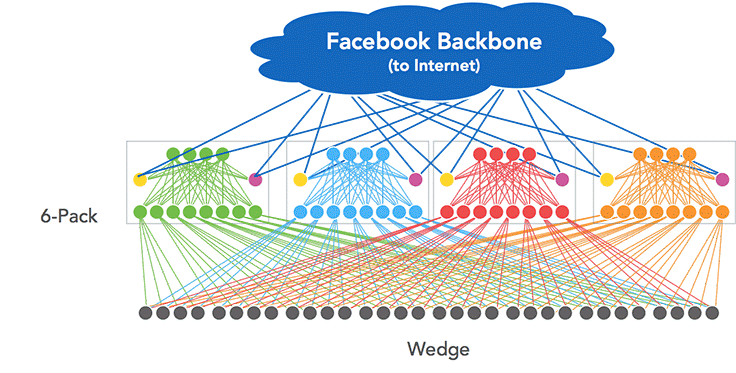 Facebook Backbone
(to Internet)
6-Pack
Wedge